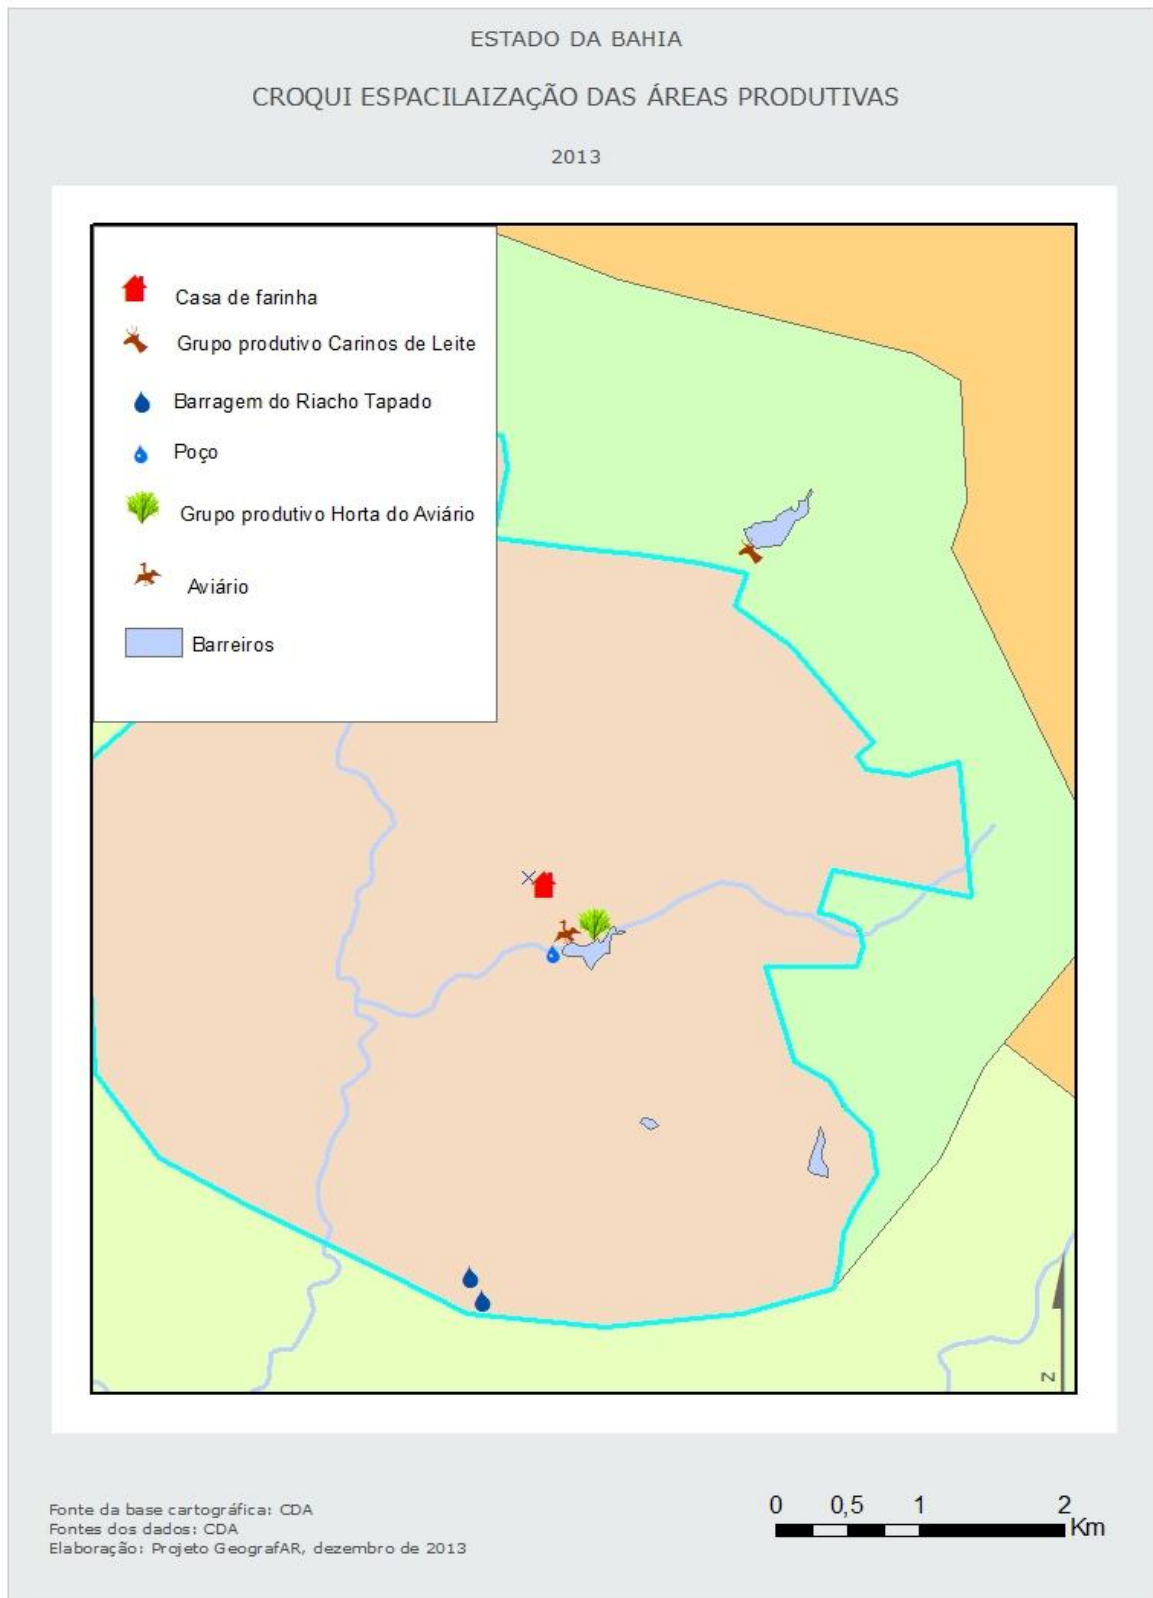 ESTADO DA BAHIA
CROQUI ESPACILAIZAÇÃO DAS ÁREAS PRODUTIVAS
2013
Casa de farinha
Grupo produtivo Carinos de Leite
Barragem do Riacho Tapado
Poço
Grupo produtivo Horta do Aviário
Aviário
Barreiros
N
Fonte da base cartográfica: CDA
Fontes dos dados: CDA
Elaboração: Projeto GeografAR, dezembro de 2013
0 0,5 1 2
Km